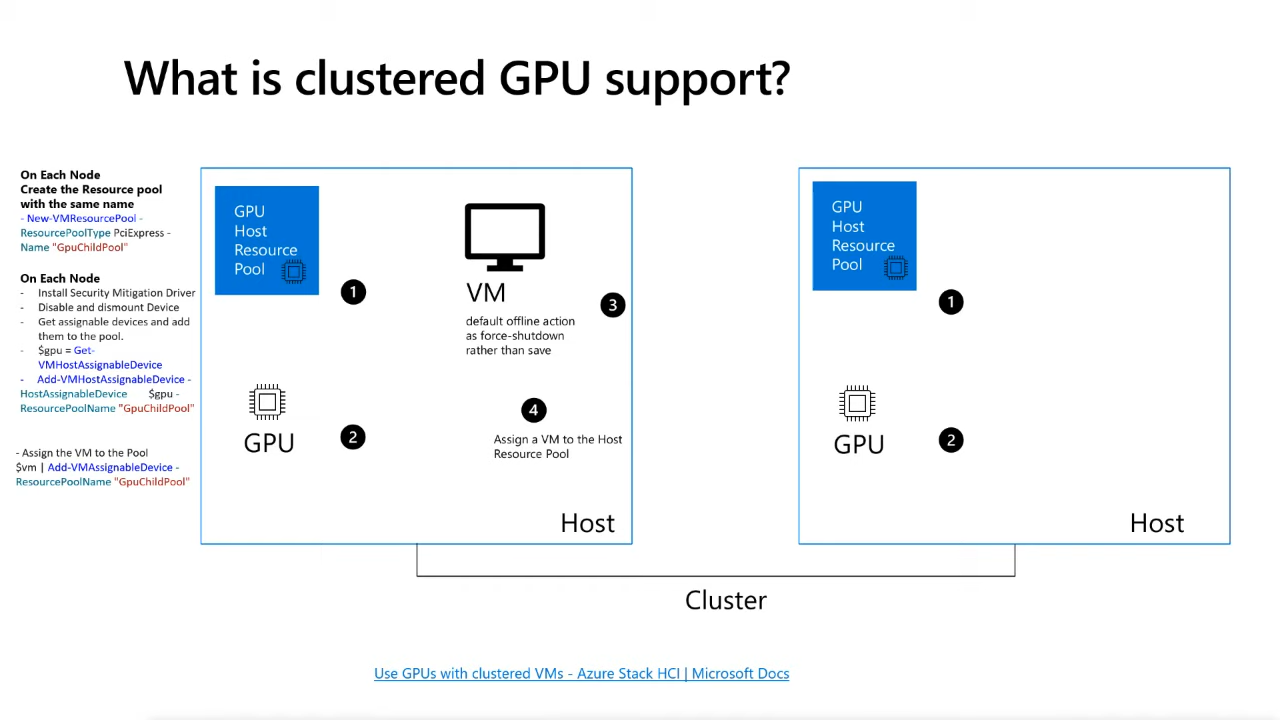 What is clustered GPU support?
On Each Node
Create the Resource pool
with the same name
- New-VMResourcePool -
ResourcePoolType PciExpress -
Name "GpuChildPool"
On Each Node
- Install Security Mitigation Driver
- Disable and dismount Device
- Get assignable devices and add
them to the pool.
- $gpu = Get-
VMHostAssignableDevice
- Add-VMHostAssignableDevice -
HostAssignableDevice $gpu -
ResourcePoolName "GpuChildPool"
- Assign the VM to the Pool
$vm | Add-VMAssignableDevice -
ResourcePoolName "GpuChildPool"
GPU
Host
Resource
Pool
1
VM
3
default offline action
as force-shutdown
rather than save
GPU
2
4
Assign a VM to the Host
Resource Pool
Host
GPU
Host
Resource
Pool
1
GPU
2
Host
Cluster
Use GPUs with clustered VMs - Azure Stack HCI | Microsoft Docs